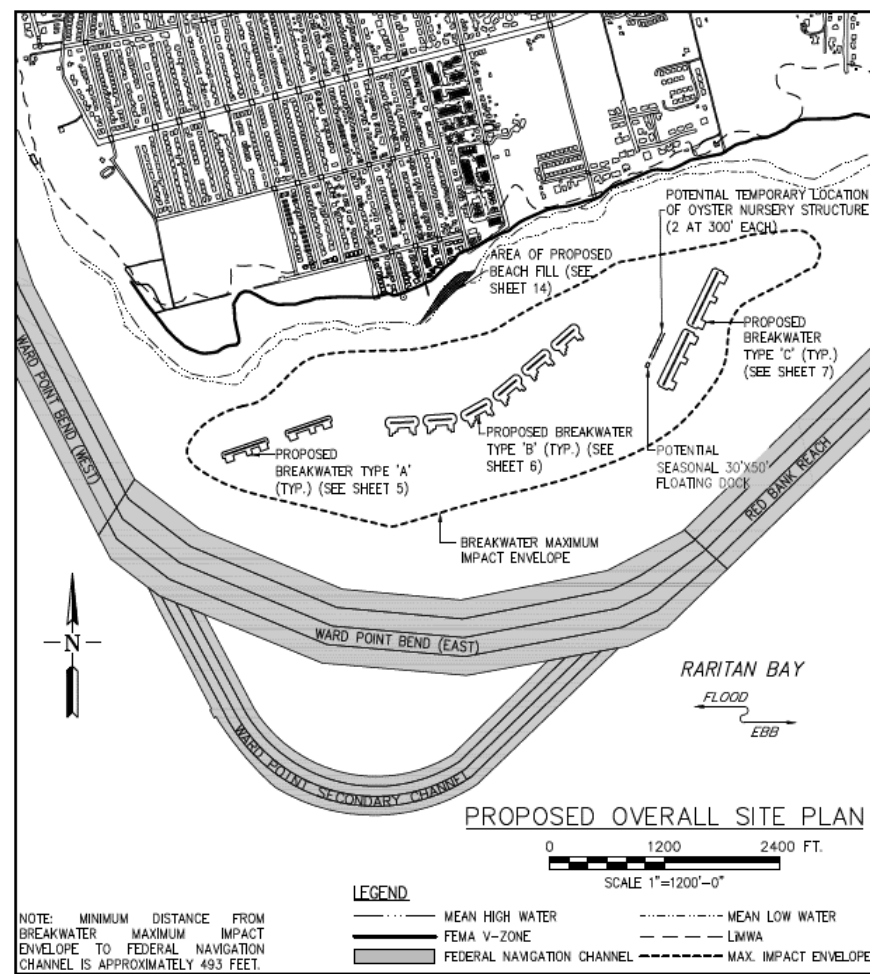 POTENTIAL TEMPORARY LOCATION
OF OYSTER NURSERY STRUCTURE
(2 AT 300' EACH)
AREA OF PROPOSED
BEACH FILL (SEE
SHEET 14)
PROPOSED
BREAKWATER
TYPE 'C' (TYP.)
(SEE SHEET 7)
WARD POINT BEND (WEST)
PROPOSED
BREAKWATER TYPE 'A'
(TYP.) (SEE SHEET 5)
PROPOSED BREAKWATER
TYPE 'B' (TYP.) (SEE
SHEET 6)
POTENTIAL
SEASONAL 30'X50'
FLOATING DOCK
RED BANK REACH
BREAKWATER MAXIMUM
IMPACT ENVELOPE
N
WARD POINT BEND (EAST)
RARITAN BAY
FLOOD
EBB
WARD POINT SECONDARY CHANNEL
PROPOSED OVERALL SITE PLAN
0 1200 2400 FT.
SCALE 1"=1200'-0"
LEGEND
MEAN HIGH WATER
MEAN LOW WATER
FEMA V-ZONE
LiMWA
FEDERAL NAVIGATION CHANNEL
MAX. IMPACT ENVELOPE
NOTE: MINIMUM DISTANCE FROM
BREAKWATER MAXIMUM IMPACT
ENVELOPE TO FEDERAL NAVIGATION
CHANNEL IS APPROXIMATELY 493 FEET.